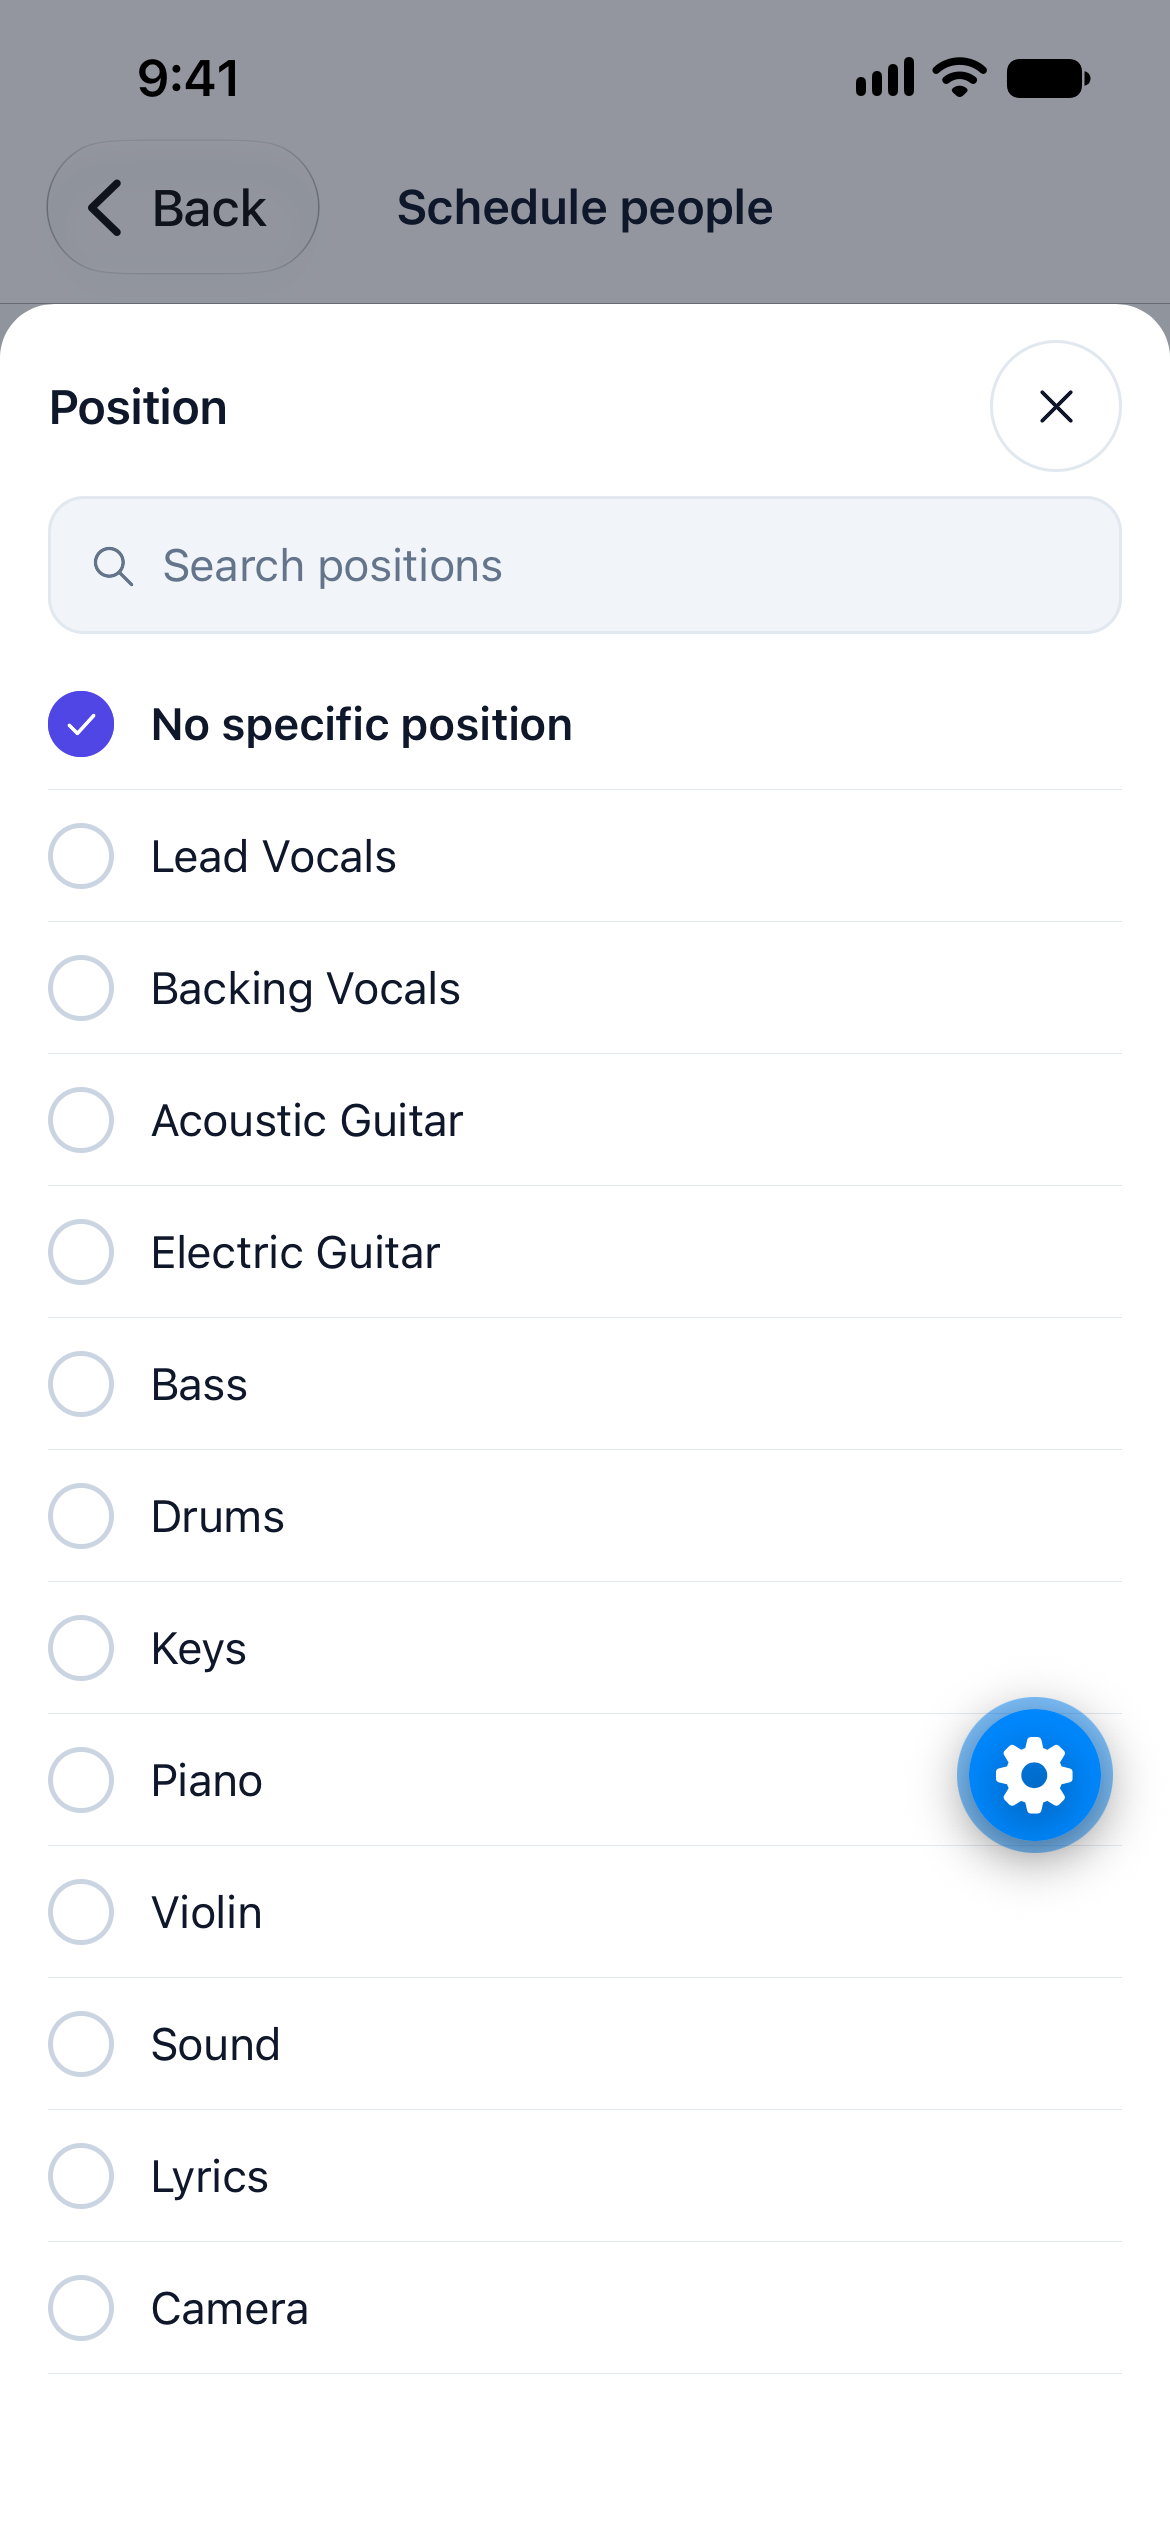 9:41
Back
Schedule people
Position
Search positions
No specific position
Lead Vocals
Backing Vocals
Acoustic Guitar
Electric Guitar
Bass
Drums
Keys
Piano
Violin
Sound
Lyrics
Camera